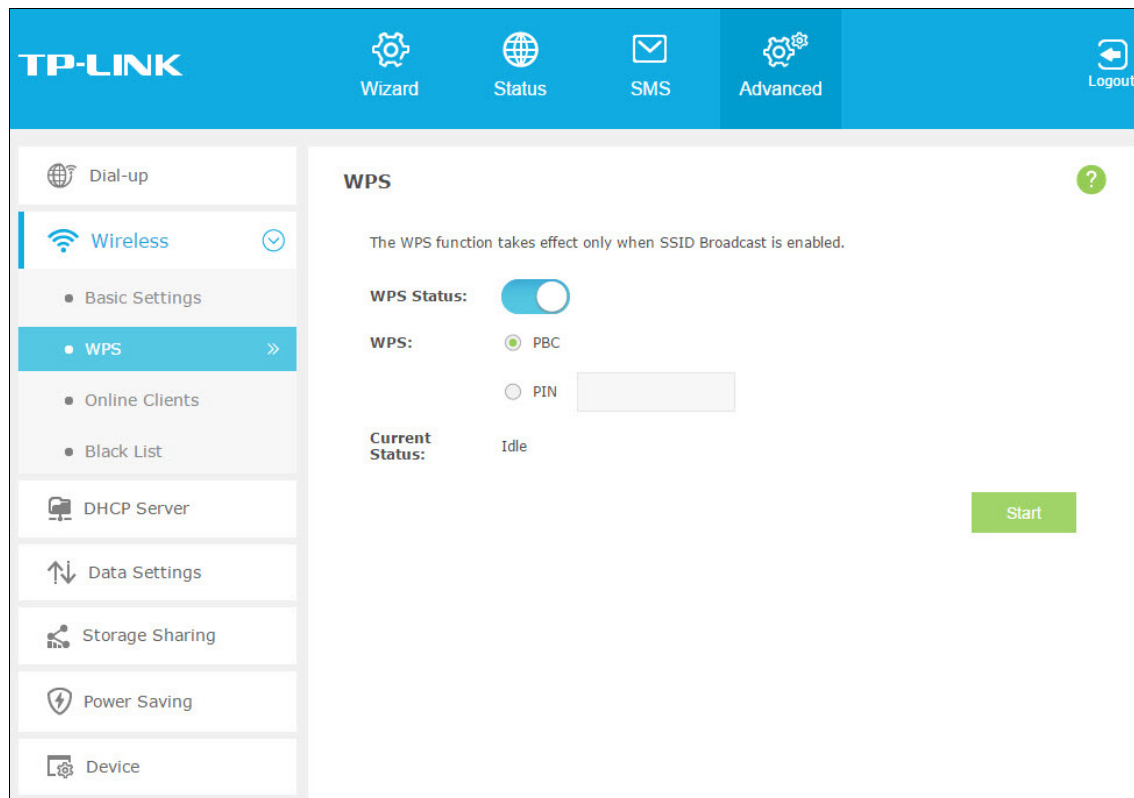 TP-LINK
Wizard
Status
SMS
Advanced
Logout
Dial-up
Wireless
Basic Settings
WPS
Online Clients
Black List
DHCP Server
Data Settings
Storage Sharing
Power Saving
Device
WPS
?
The WPS function takes effect only when SSID Broadcast is enabled.
WPS Status:
WPS: PBC
PIN
Current
Status: Idle
Start